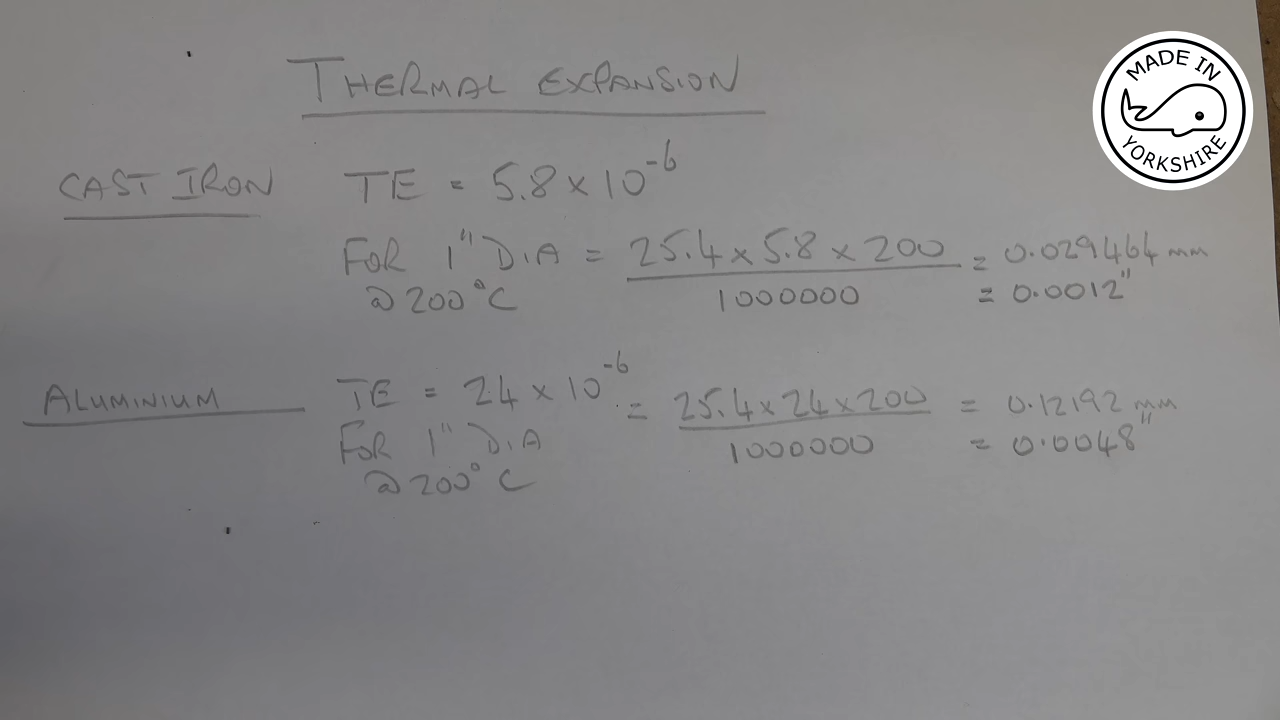 THERMAL EXPANSION
CAST IRON TE = 5.8 x 10-6
FOR 1" DIA = 25.4 x 5.8 x 200 = 0.029464 mm
@ 200°C 1000000 = 0.0012"
ALUMINIUM TE = 24 x 10-6 = 25.4 x 24 x 200 = 0.12192 mm
FOR 1" DIA 1000000 = 0.0048"
@ 200°C
MADE IN
YORKSHIRE